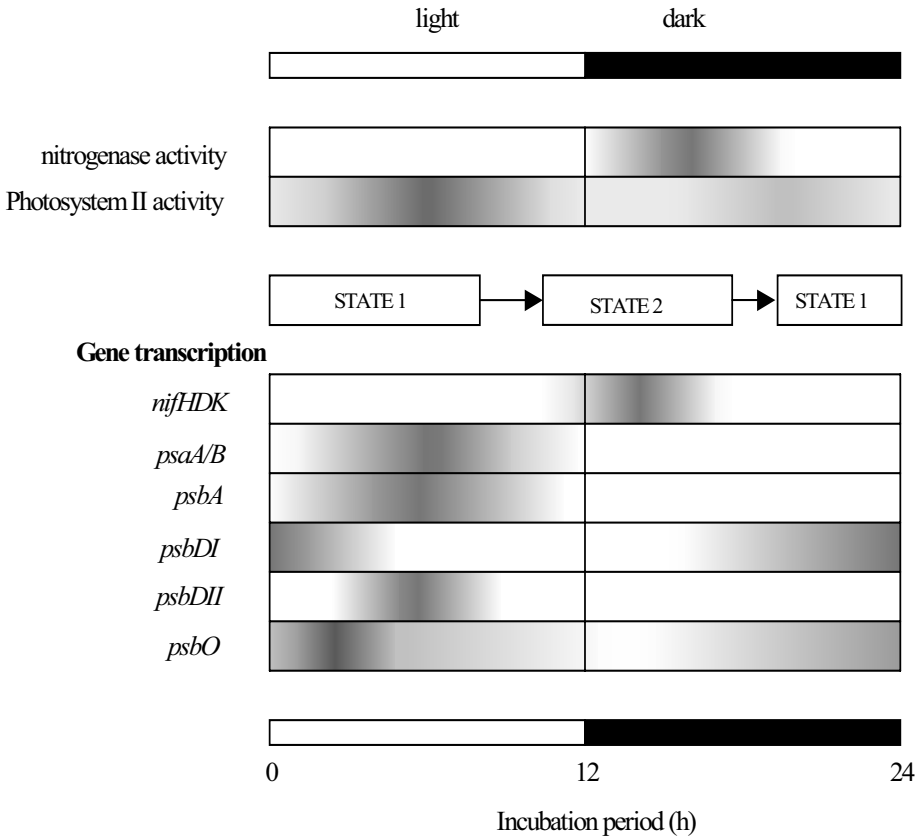 light dark
nitrogenase activity
Photosystem II activity
STATE 1 STATE 2 STATE 1
Gene transcription
nifHDK
psaA/B
psbA
psbDI
psbDII
psbO
0 12 24
Incubation period (h)